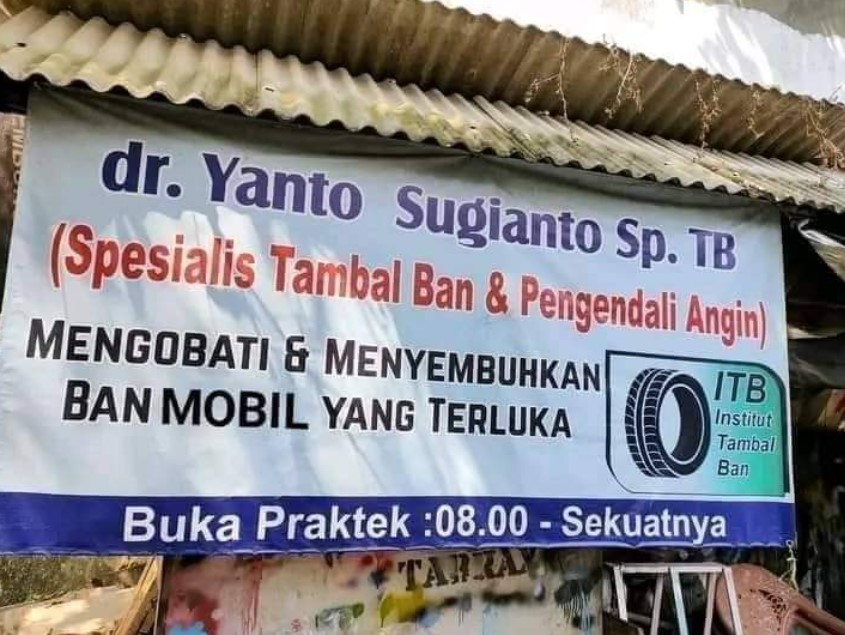 dr. Yanto Sugianto Sp. TB
(Spesialis Tambal Ban & Pengendali Angin)
MENGOBATI & MENYEMBUHKAN
BAN MOBIL YANG TERLUKA
ITB
Institut
Tambal
Ban
Buka Praktek :08.00 - Sekuatnya